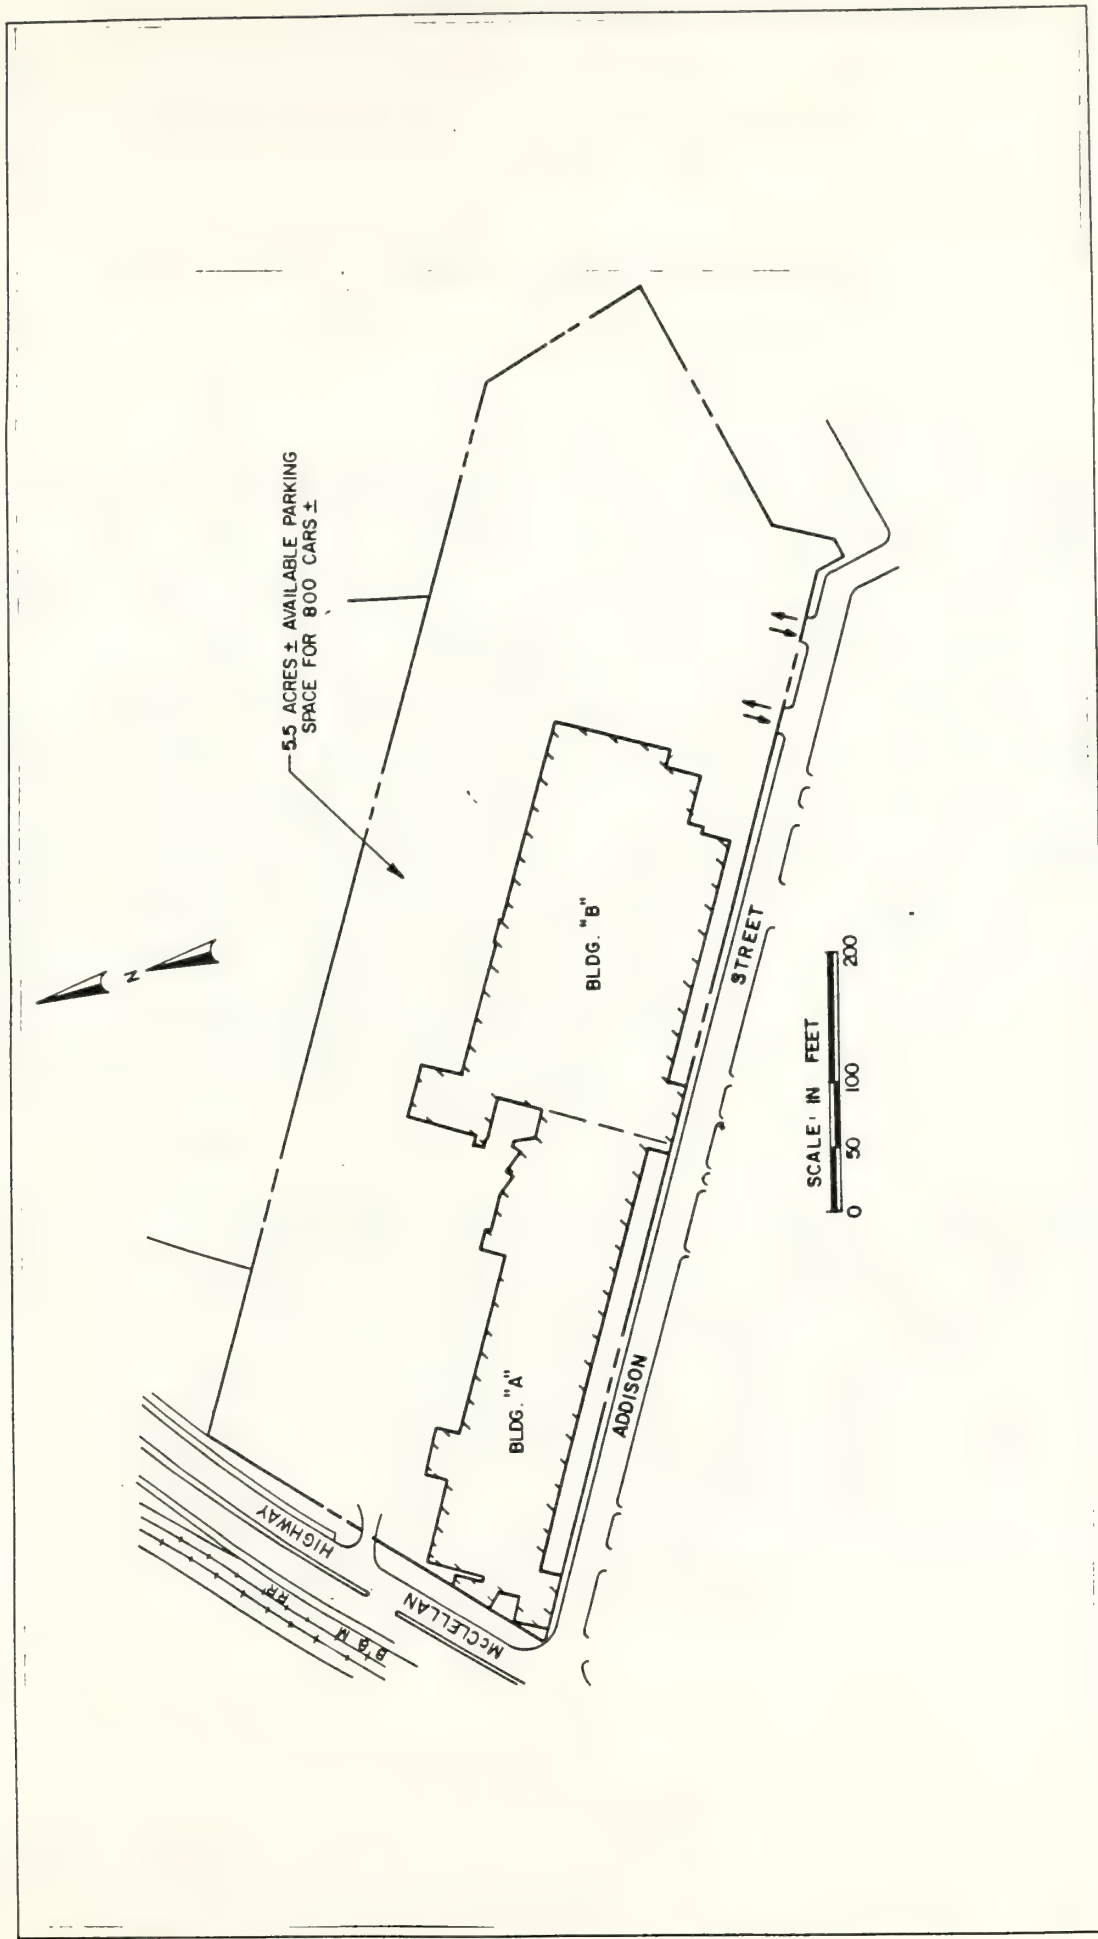 5.5 ACRES ± AVAILABLE PARKING
SPACE FOR 800 CARS ±
N
BLDG. "B"
BLDG. "A"
HIGHWAY
McCLELLAN
B & M RR
ADDISON STREET
SCALE: IN FEET
0 50 100 200